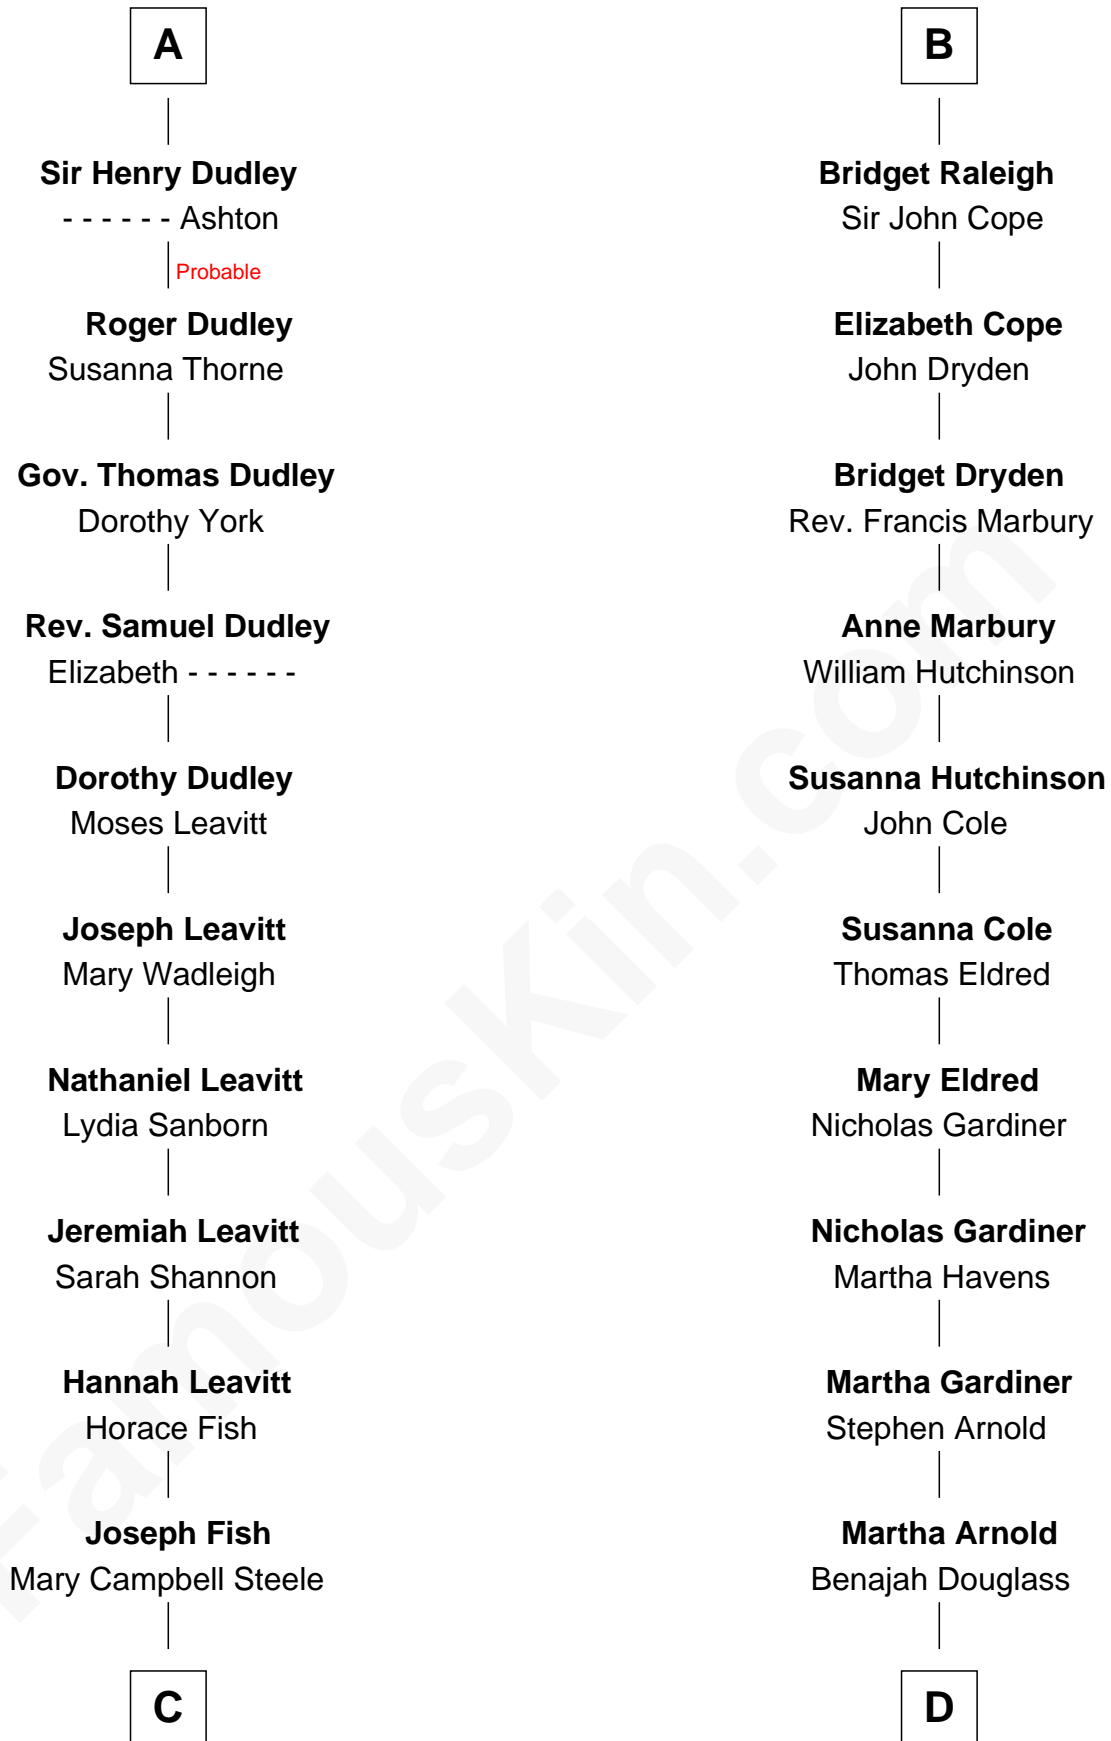 A
Sir Henry Dudley
- - - - - - Ashton
Probable
Roger Dudley
Susanna Thorne
Gov. Thomas Dudley
Dorothy York
Rev. Samuel Dudley
Elizabeth - - - - - -
Dorothy Dudley
Moses Leavitt
Joseph Leavitt
Mary Wadleigh
Nathaniel Leavitt
Lydia Sanborn
Jeremiah Leavitt
Sarah Shannon
Hannah Leavitt
Horace Fish
Joseph Fish
Mary Campbell Steele
C
B
Bridget Raleigh
Sir John Cope
Elizabeth Cope
John Dryden
Bridget Dryden
Rev. Francis Marbury
Anne Marbury
William Hutchinson
Susanna Hutchinson
John Cole
Susanna Cole
Thomas Eldred
Mary Eldred
Nicholas Gardiner
Nicholas Gardiner
Martha Havens
Martha Gardiner
Stephen Arnold
Martha Arnold
Benajah Douglass
D
FamousKin.com